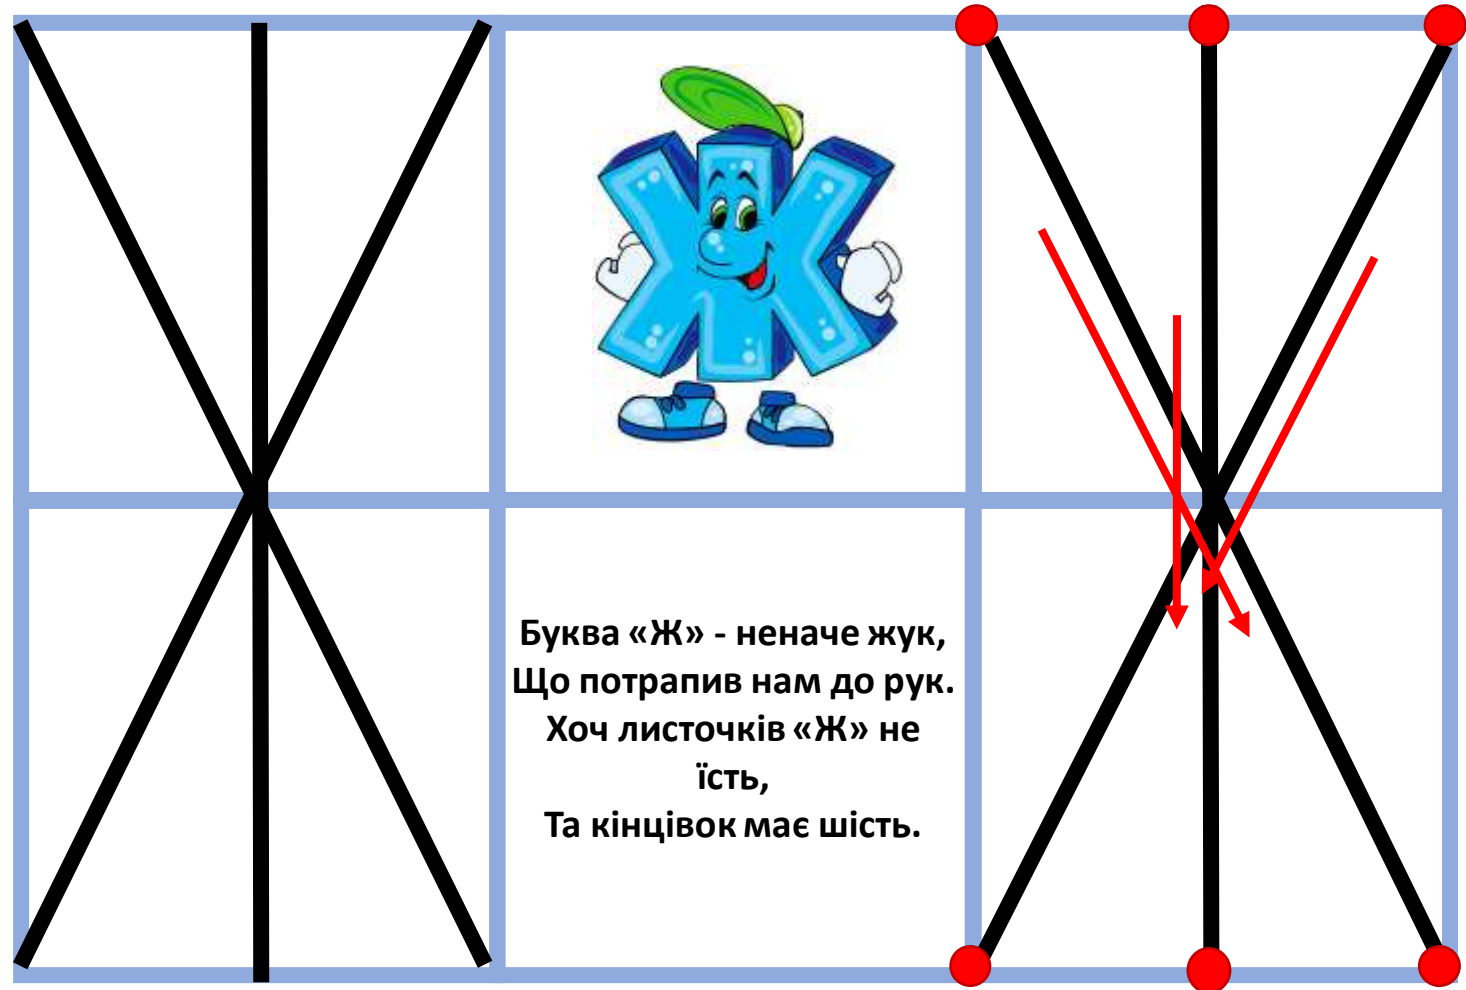 Буква «Ж» - неначе жук,
Що потрапив нам до рук.
Хоч листочків «Ж» не
їсть,
Та кінцівок має шість.